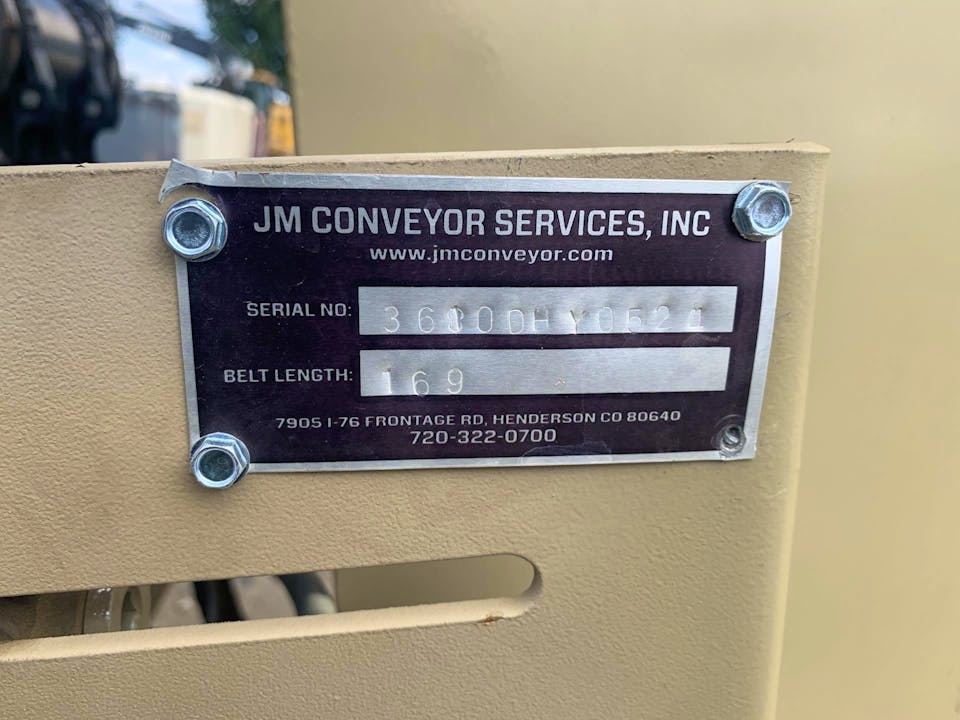 JM CONVEYOR SERVICES, INC
www.jmconveyor.com
SERIAL NO:
BELT LENGTH: 169
7905 I-76 FRONTAGE RD, HENDERSON CO 80640
720-322-0700